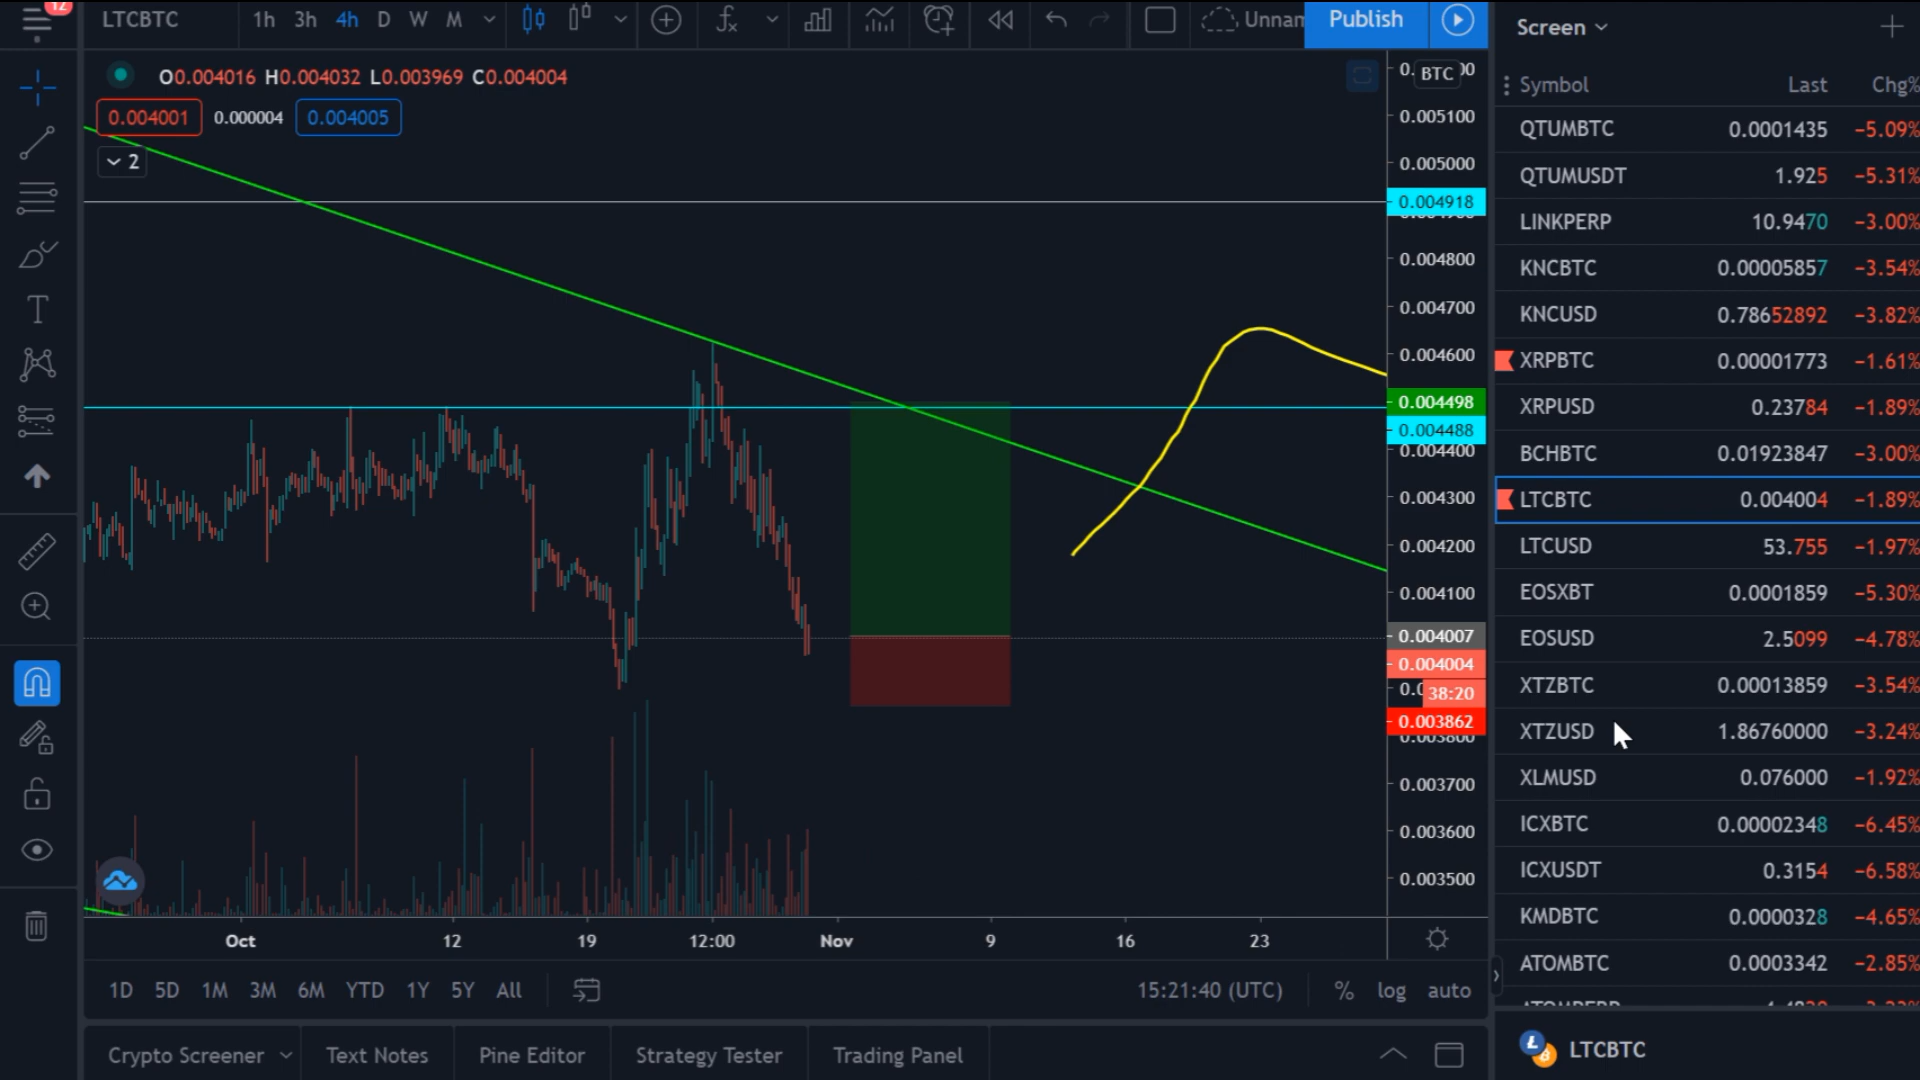 12
LTCBTC
1h 3h 4h D W M
Publish
Screen
O0.004016 H0.004032 L0.003969 C0.004004
0.004001 0.000004 0.004005
2
BTC
0.005100
0.005000
0.004918
0.004800
0.004700
0.004600
0.004498
0.004488
0.004400
0.004300
0.004200
0.004100
0.004007
0.004004
38:20
0.003862
0.003800
0.003700
0.003600
0.003500
Oct 12 19 12:00 Nov 9 16 23
1D 5D 1M 3M 6M YTD 1Y 5Y All
15:21:40 (UTC) % log auto
Crypto Screener Text Notes Pine Editor Strategy Tester Trading Panel
Symbol Last Chg%
QTUMBTC 0.0001435 −5.09%
QTUMUSDT 1.925 −5.31%
LINKPERP 10.9470 −3.00%
KNCBTC 0.00005857 −3.54%
KNCUSD 0.78652892 −3.82%
XRPBTC 0.00001773 −1.61%
XRPUSD 0.23784 −1.89%
BCHBTC 0.01923847 −3.00%
LTCBTC 0.004004 −1.89%
LTCUSD 53.755 −1.97%
EOSXBT 0.0001859 −5.30%
EOSUSD 2.5099 −4.78%
XTZBTC 0.00013859 −3.54%
XTZUSD 1.86760000 −3.24%
XLMUSD 0.076000 −1.92%
ICXBTC 0.00002348 −6.45%
ICXUSDT 0.3154 −6.58%
KMDBTC 0.0000328 −4.65%
ATOMBTC 0.0003342 −2.85%
LTCBTC